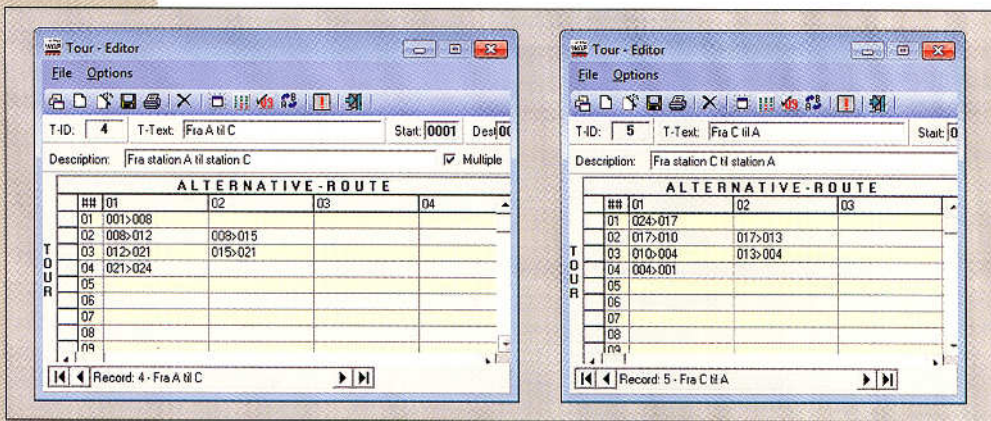 Tour - Editor
File Options
T-ID: 4 T-Text: Fra A til C Start: 0001 Dest
Description: Fra station A til station C Multiple
ALTERNATIVE-ROUTE
## 01 02 03 04
01 001>008
02 008>012 008>015
03 012>021 015>021
04 021>024
05
06
07
08
09
TOUR
Record: 4 - Fra A til C
Tour - Editor
File Options
T-ID: 5 T-Text: Fra C til A Start: 0
Description: Fra station C til station A
ALTERNATIVE-ROUTE
## 01 02 03
01 024>017
02 017>010 017>013
03 010>004 013>004
04 004>001
05
06
07
08
09
TOUR
Record: 5 - Fra C til A